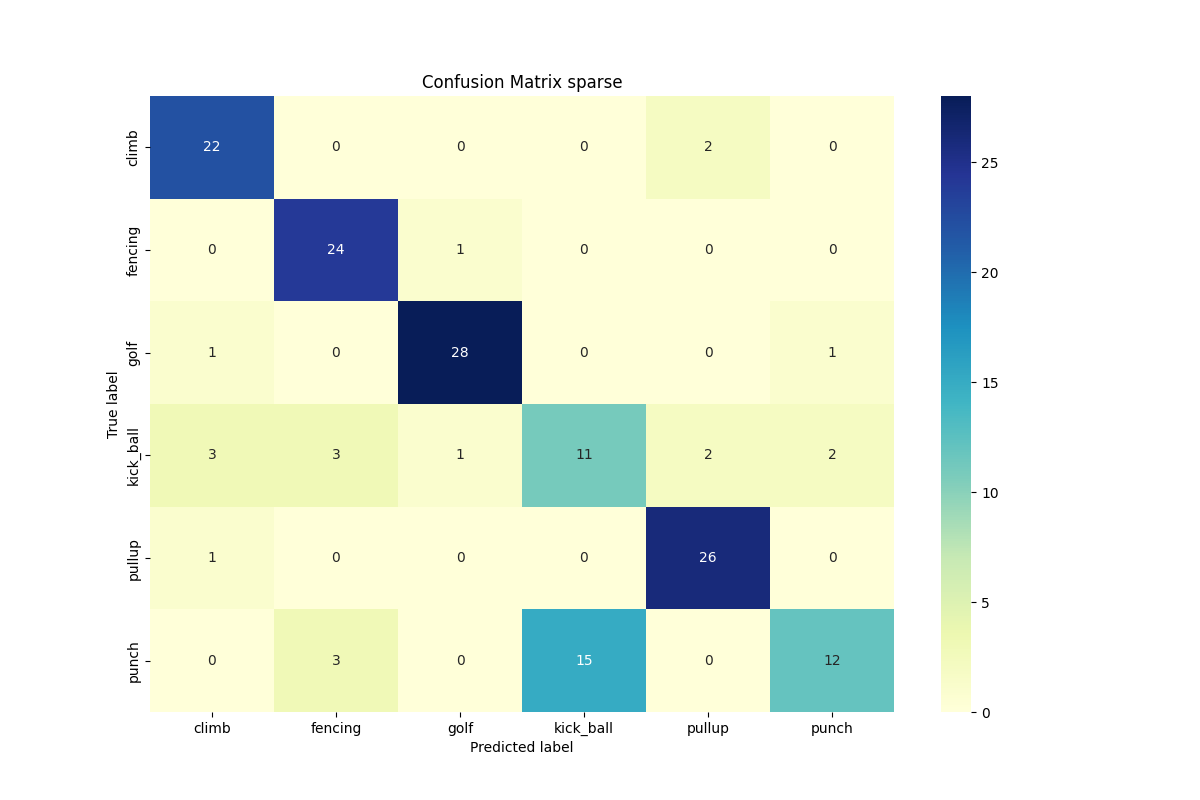 Confusion Matrix sparse
True label
climb 22 0 0 0 2 0
fencing 0 24 1 0 0 0
golf 1 0 28 0 0 1
kick_ball 3 3 1 11 2 2
pullup 1 0 0 0 26 0
punch 0 3 0 15 0 12
climb fencing golf kick_ball pullup punch
Predicted label
25
20
15
10
5
0